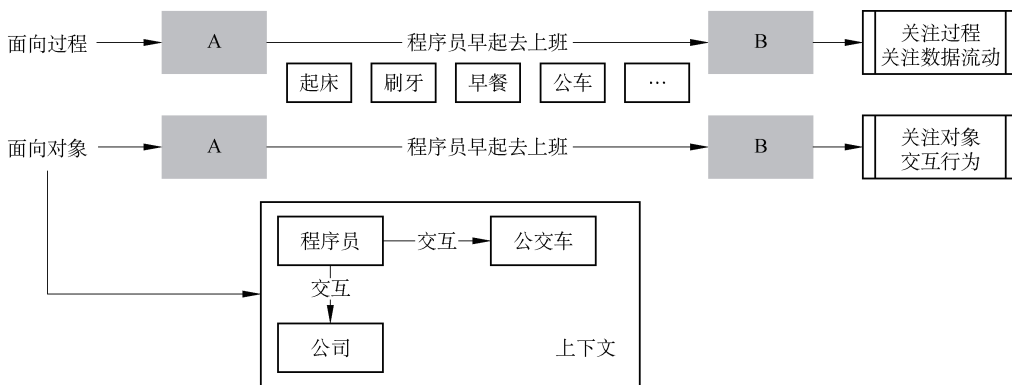 面向过程
A
程序员早起去上班
B
关注过程
关注数据流动
起床
刷牙
早餐
公车
…
面向对象
A
程序员早起去上班
B
关注对象
交互行为
程序员
交互
公交车
交互
公司
上下文